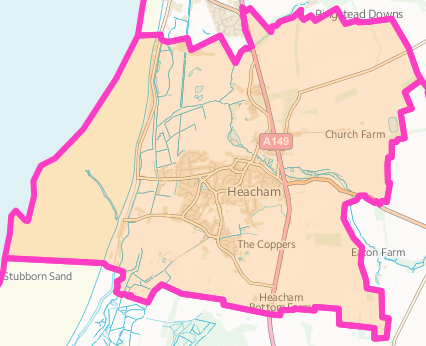 Ringstead Downs
Church Farm
A149
Heacham
The Coppers
Eaton Farm
Stubborn Sand
Heacham
Bottom Farm